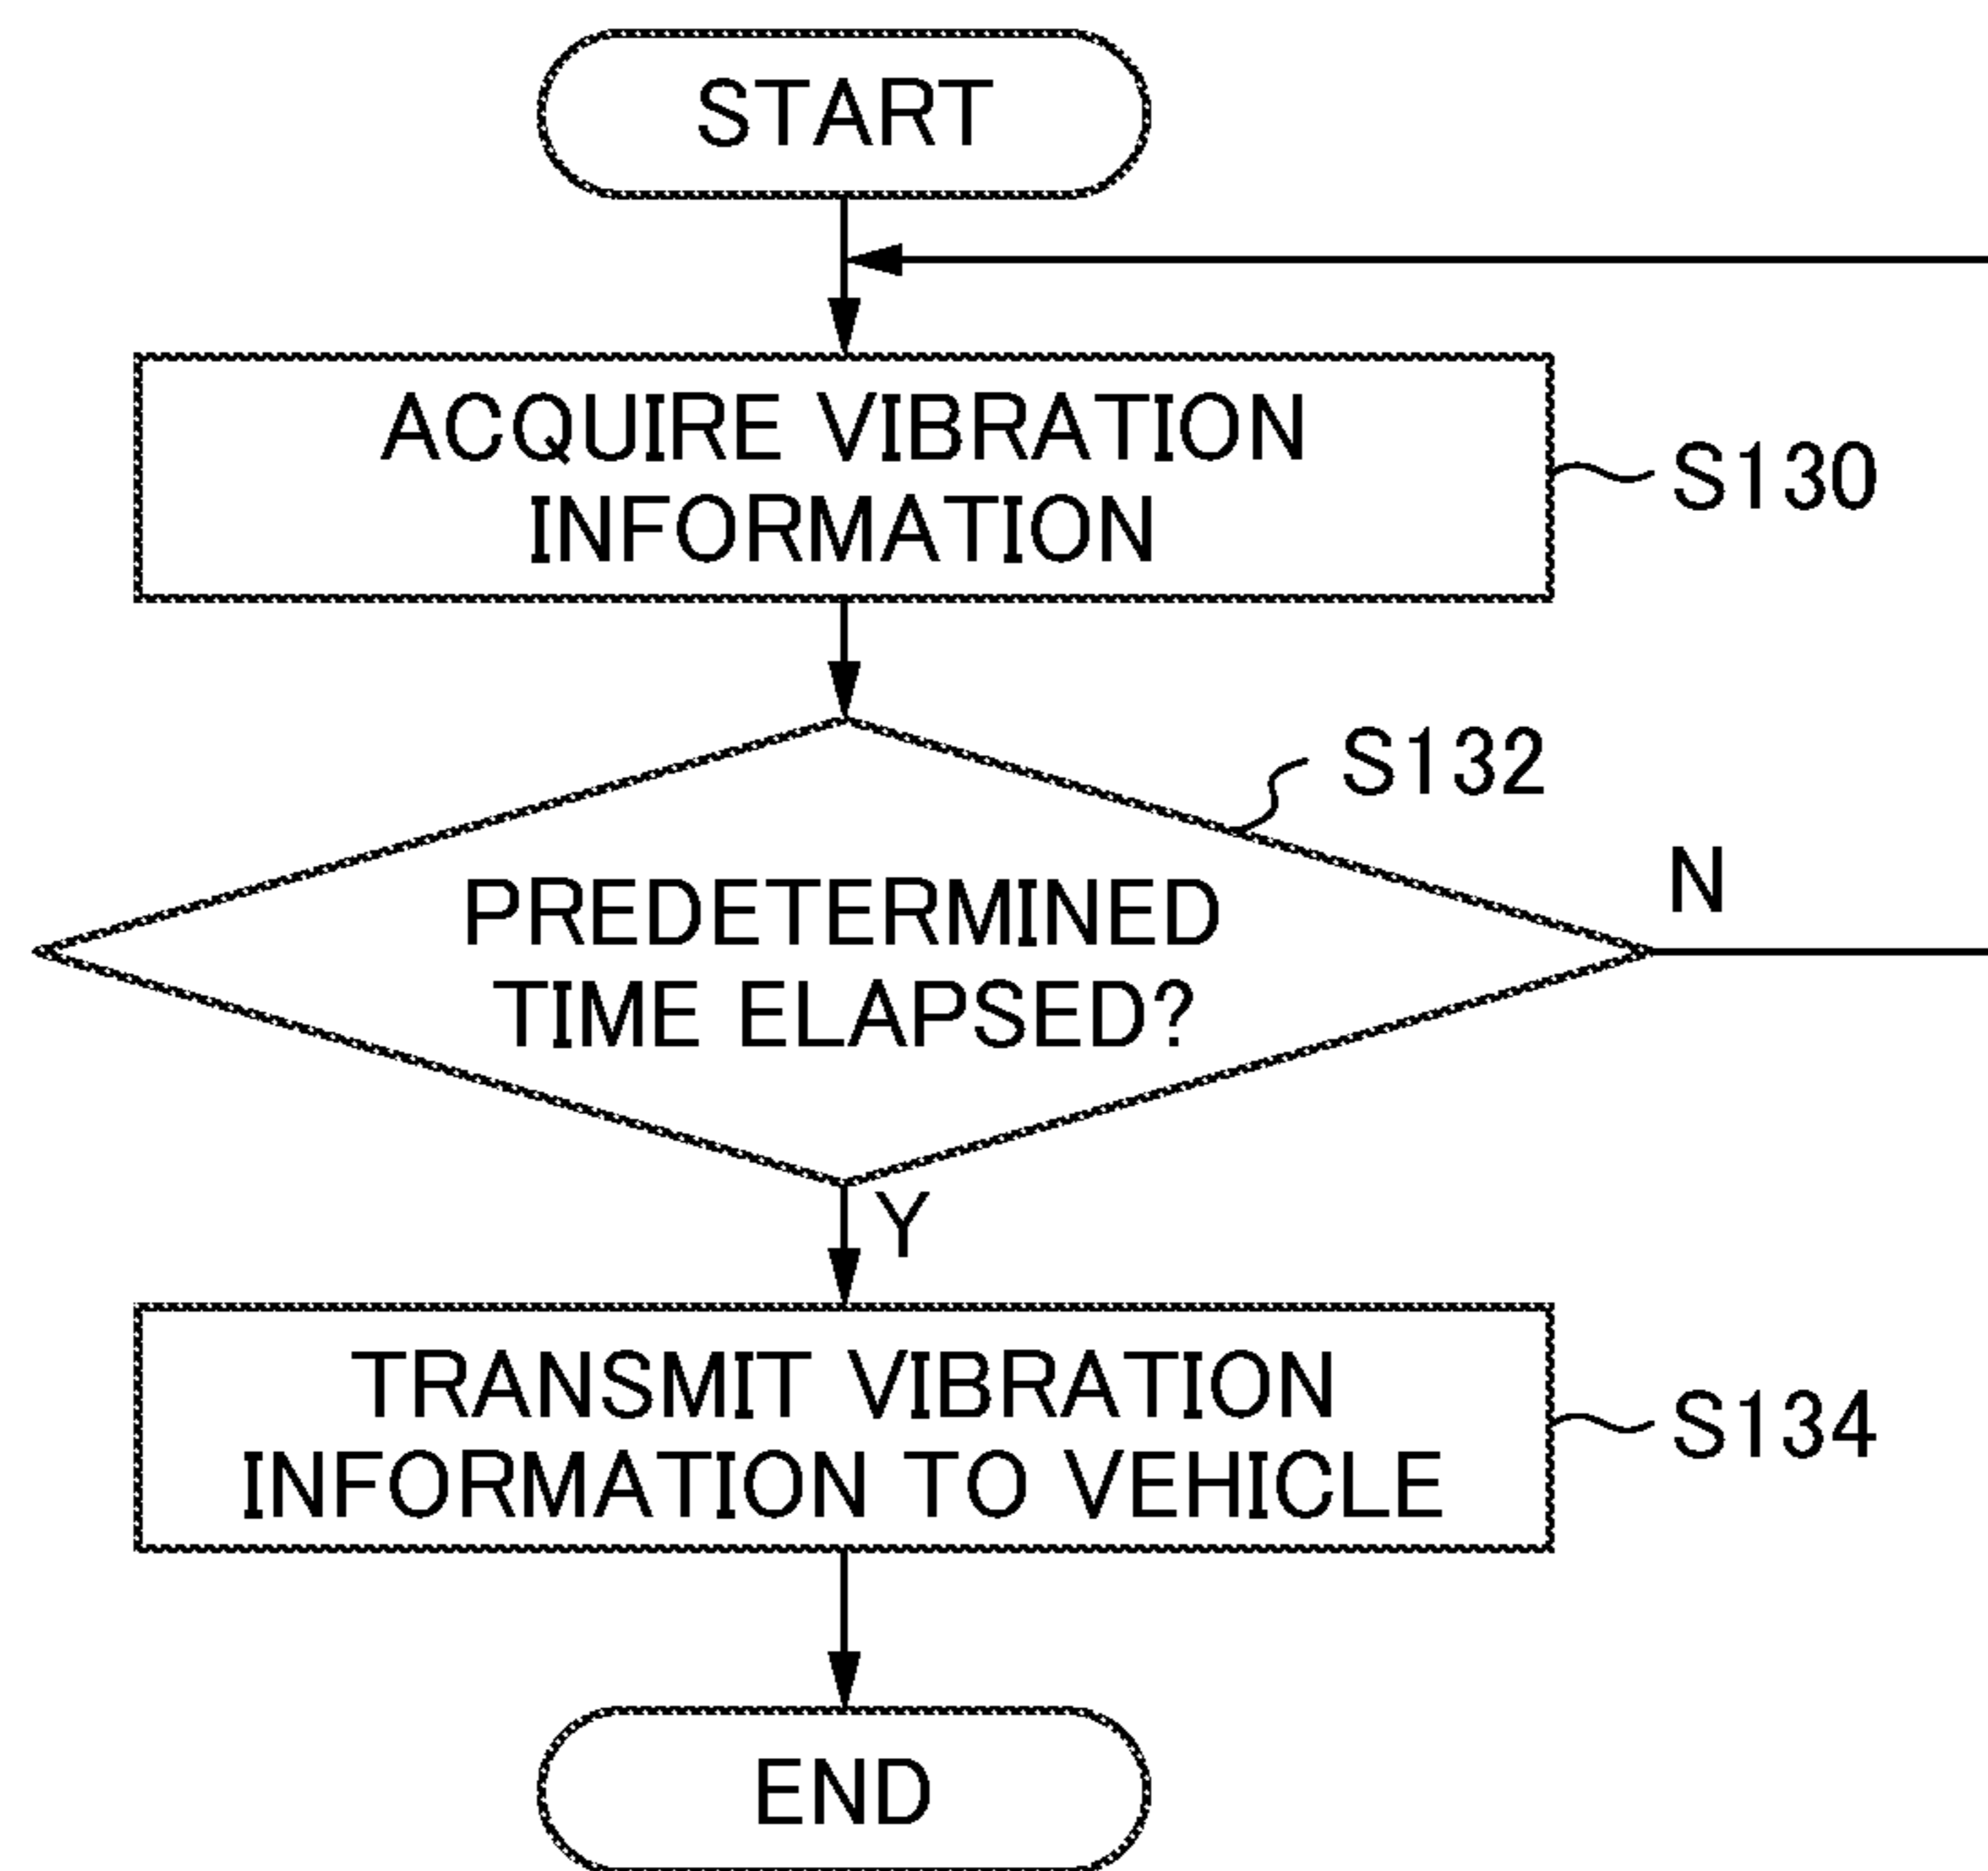 START
ACQUIRE VIBRATION
INFORMATION
S130
S132
PREDETERMINED
TIME ELAPSED?
N
Y
TRANSMIT VIBRATION
INFORMATION TO VEHICLE
S134
END